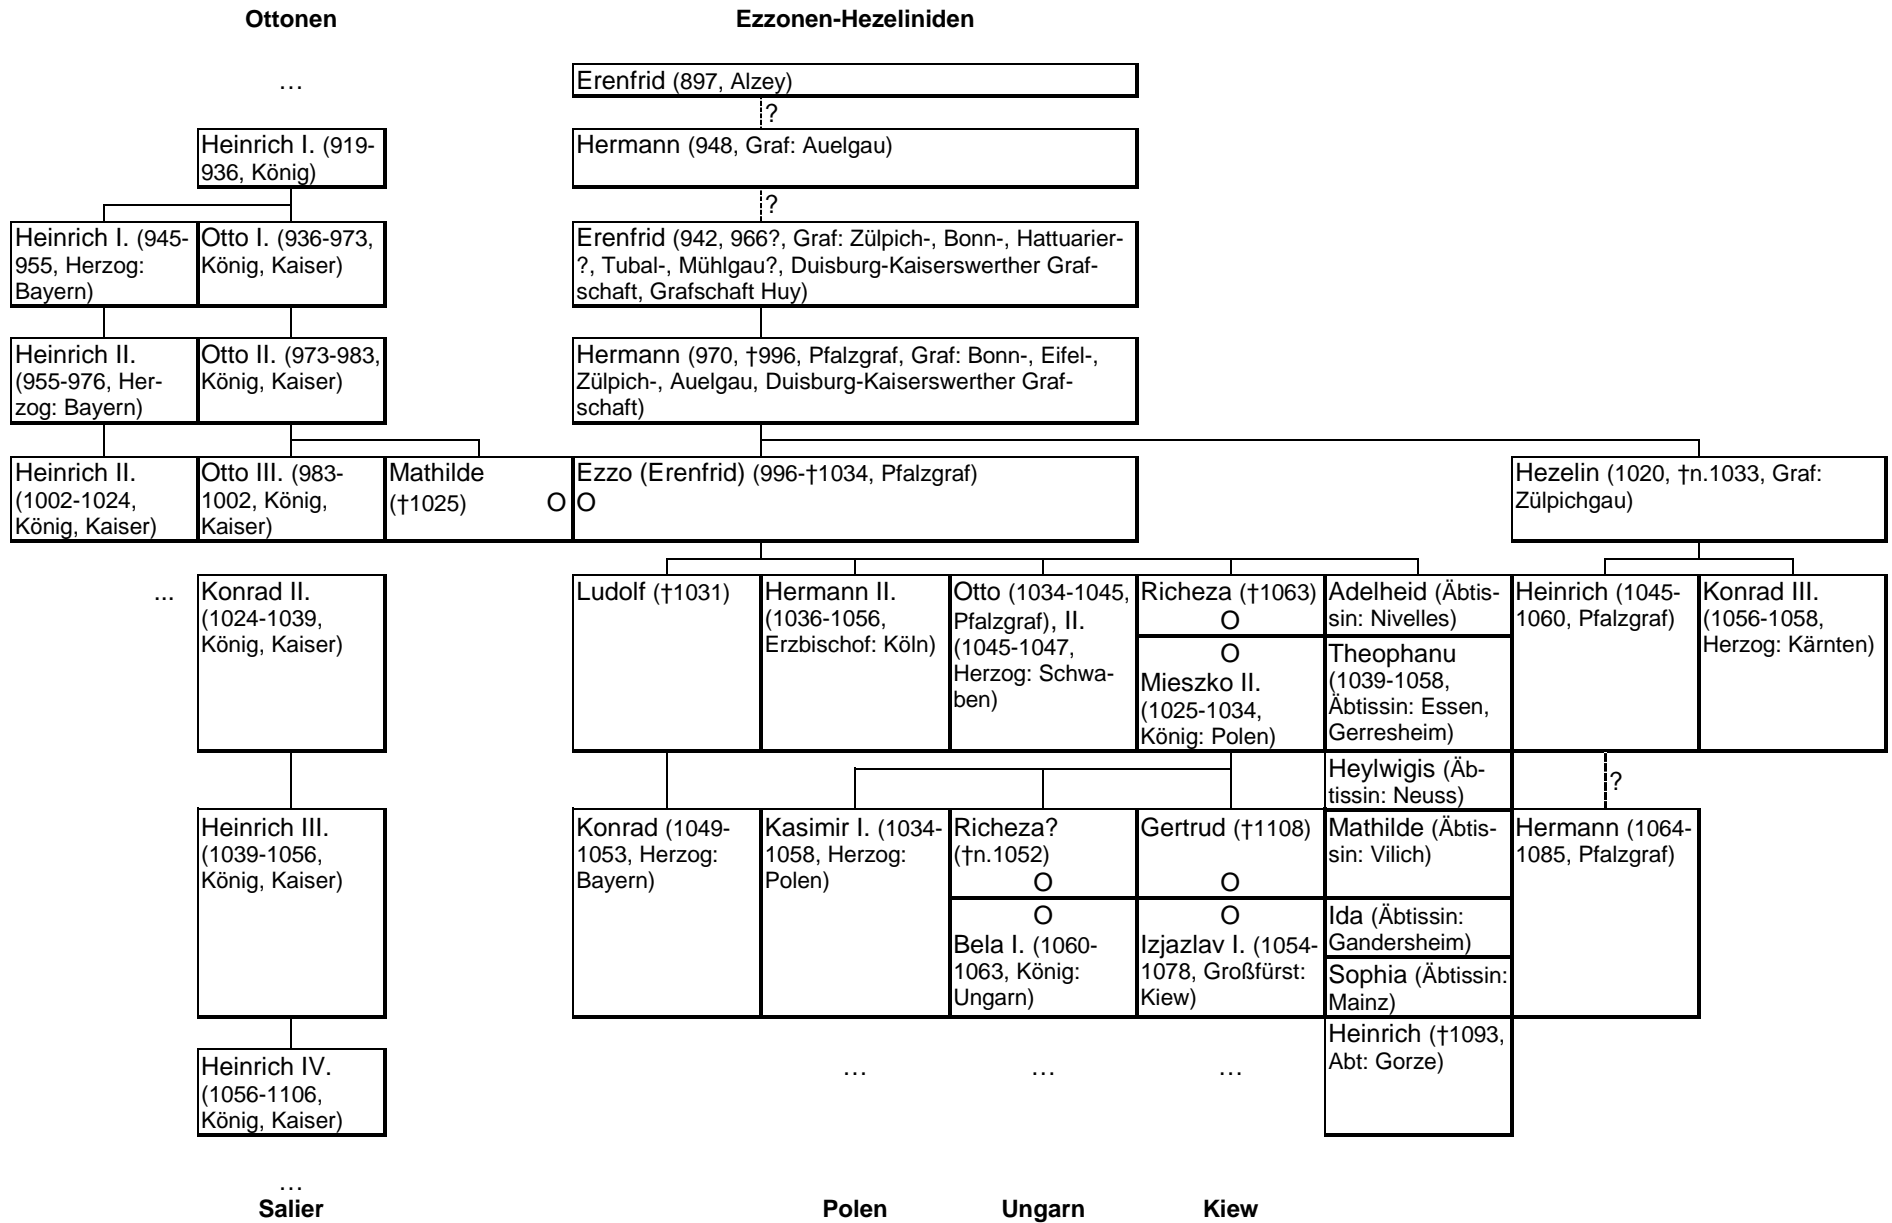 Ottonen
Ezzonen-Hezeliniden
…
Erenfrid (897, Alzey)
?
Heinrich I. (919-
936, König)
Hermann (948, Graf: Auelgau)
?
Heinrich I. (945-
955, Herzog:
Bayern)
Otto I. (936-973,
König, Kaiser)
Erenfrid (942, 966?, Graf: Zülpich-, Bonn-, Hattuarier-
?, Tubal-, Mühlgau?, Duisburg-Kaiserswerther Graf-
schaft, Grafschaft Huy)
Heinrich II.
(955-976, Her-
zog: Bayern)
Otto II. (973-983,
König, Kaiser)
Hermann (970, †996, Pfalzgraf, Graf: Bonn-, Eifel-,
Zülpich-, Auelgau, Duisburg-Kaiserswerther Graf-
schaft)
Heinrich II.
(1002-1024,
König, Kaiser)
Otto III. (983-
1002, König,
Kaiser)
Mathilde
(†1025) O
Ezzo (Erenfrid) (996-†1034, Pfalzgraf)
O
Hezelin (1020, †n.1033, Graf:
Zülpichgau)
...
Konrad II.
(1024-1039,
König, Kaiser)
Ludolf (†1031)
Hermann II.
(1036-1056,
Erzbischof: Köln)
Otto (1034-1045,
Pfalzgraf), II.
(1045-1047,
Herzog: Schwa-
ben)
Richeza (†1063)
O
O
Mieszko II.
(1025-1034,
König: Polen)
Adelheid (Äbtis-
sin: Nivelles)
Theophanu
(1039-1058,
Äbtissin: Essen,
Gerresheim)
Heinrich (1045-
1060, Pfalzgraf)
Konrad III.
(1056-1058,
Herzog: Kärnten)
Heylwigis (Äb-
tissin: Neuss)
?
Heinrich III.
(1039-1056,
König, Kaiser)
Konrad (1049-
1053, Herzog:
Bayern)
Kasimir I. (1034-
1058, Herzog:
Polen)
Richeza?
(†n.1052)
O
O
Bela I. (1060-
1063, König:
Ungarn)
Gertrud (†1108)
O
O
Izjazlav I. (1054-
1078, Großfürst:
Kiew)
Mathilde (Äbtis-
sin: Vilich)
Ida (Äbtissin:
Gandersheim)
Sophia (Äbtissin:
Mainz)
Hermann (1064-
1085, Pfalzgraf)
Heinrich (†1093,
Abt: Gorze)
Heinrich IV.
(1056-1106,
König, Kaiser)
… … …
…
Salier Polen Ungarn Kiew